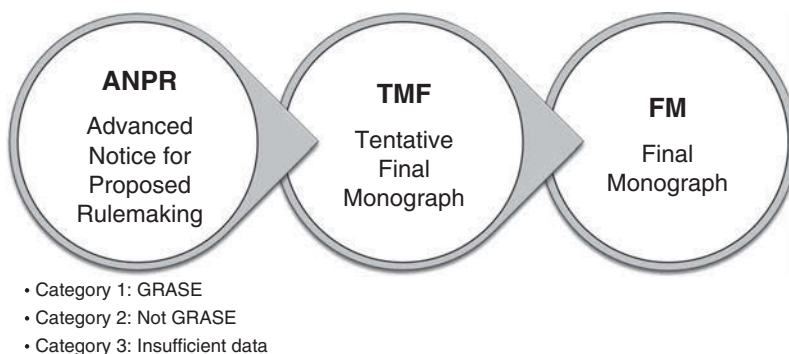 ANPR
Advanced
Notice for
Proposed
Rulemaking
TMF
Tentative
Final
Monograph
FM
Final
Monograph
• Category 1: GRASE
• Category 2: Not GRASE
• Category 3: Insufficient data